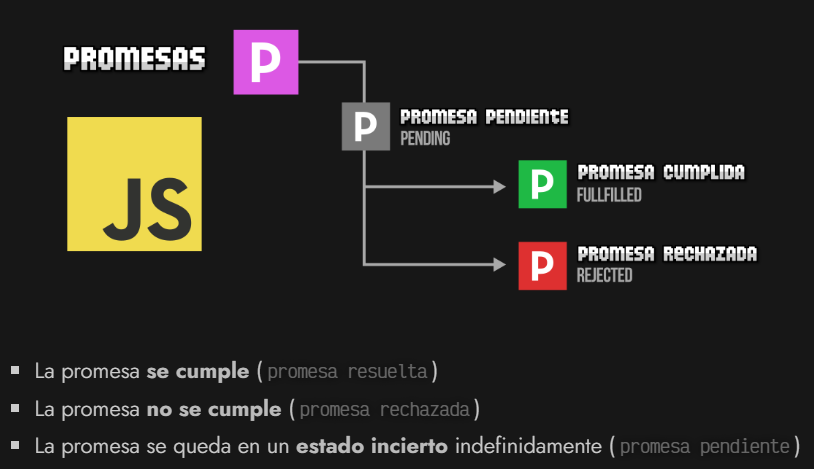 PROMESAS P
P PROMESA PENDIENTE
PENDING
JS
P PROMESA CUMPLIDA
FULLFILLED
P PROMESA RECHAZADA
REJECTED
La promesa se cumple (promesa resuelta)
La promesa no se cumple (promesa rechazada)
La promesa se queda en un estado incierto indefinidamente (promesa pendiente)